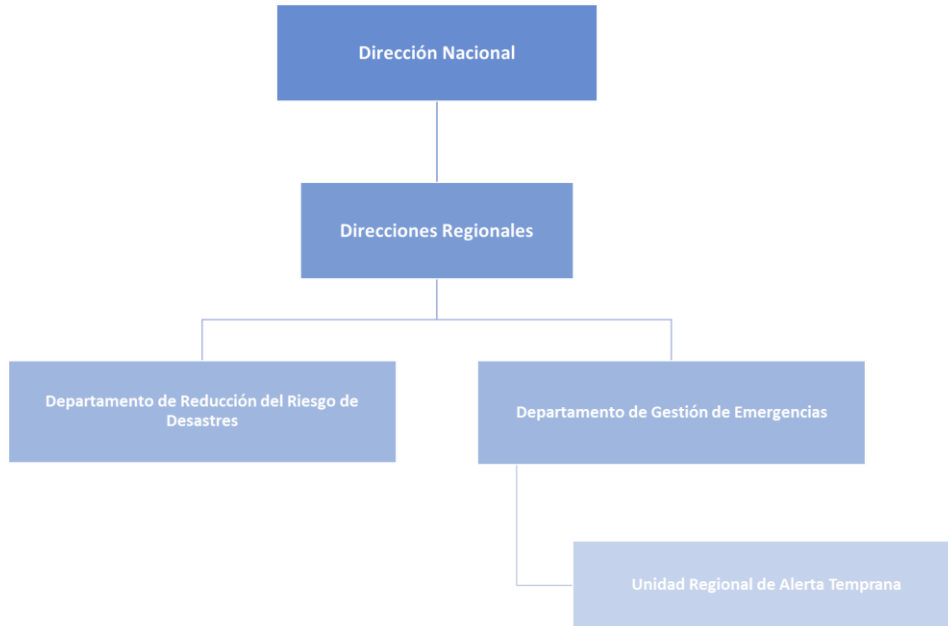 Dirección Nacional
Direcciones Regionales
Departamento de Reducción del Riesgo de
Desastres
Departamento de Gestión de Emergencias
Unidad Regional de Alerta Temprana